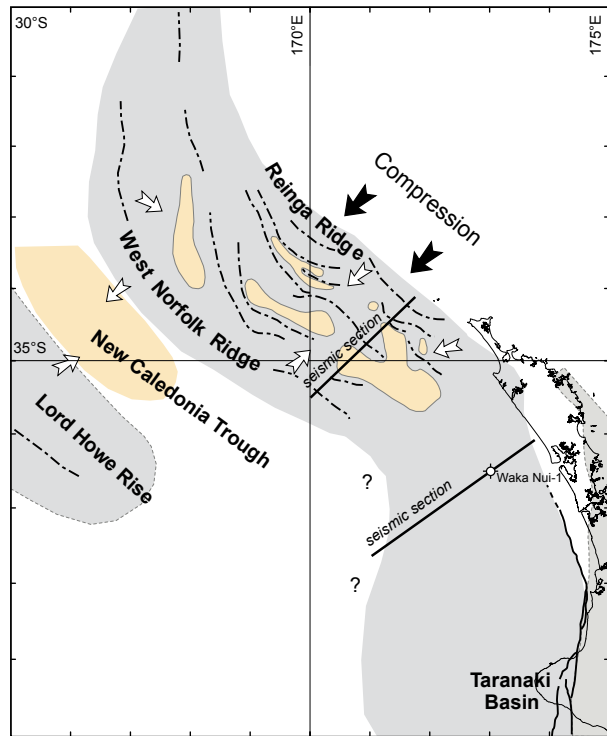 30°S
170°E
175°E
Compression
Reinga Ridge
West Norfolk Ridge
seismic section
35°S
New Caledonia Trough
Lord Howe Rise
?
Waka Nui-1
seismic section
?
Taranaki
Basin